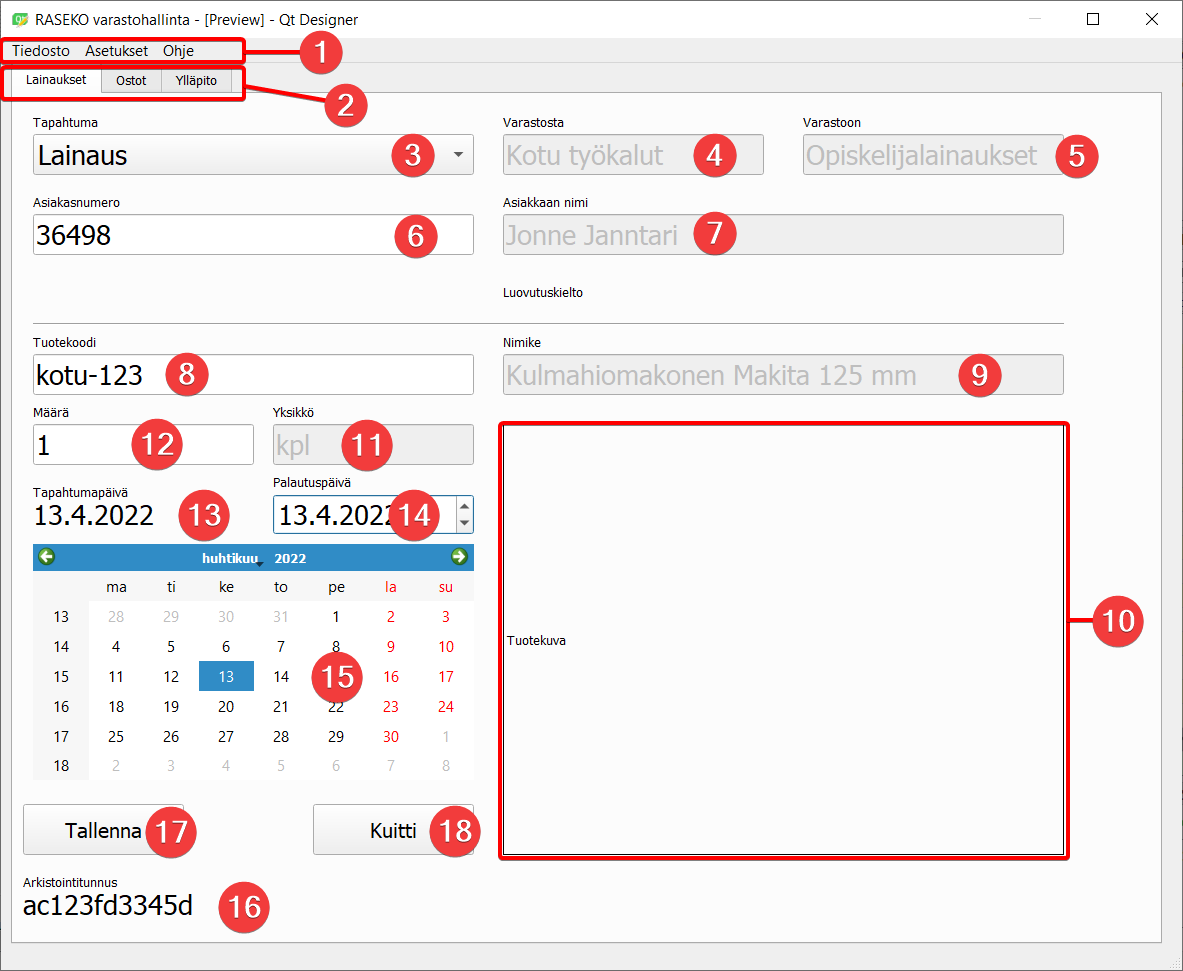 RASEKO varastohallinta - [Preview] - Qt Designer
Tiedosto Asetukset Ohje 1
Lainaukset Ostot Ylläpito 2
Tapahtuma Varastosta Varastoon
Lainaus 3 Kotu työkalut 4 Opiskelijalainaukset 5
Asiakasnumero Asiakkaan nimi
36498 6 Jonne Janntari 7
Luovutuskielto
Tuotekoodi Nimike
kotu-123 8 Kulmahiomakonen Makita 125 mm 9
Määrä Yksikkö
1 12 kpl 11
Tapahtumapäivä Palautuspäivä
13.4.2022 13 13.4.2022 14
huhtikuu 2022
ma ti ke to pe la su
13 28 29 30 31 1 2 3
14 4 5 6 7 8 9 10
10
Tuotekuva
15 11 12 13 14 15 16 17
16 18 19 20 21 22 23 24
17 25 26 27 28 29 30 1
18 2 3 4 5 6 7 8
Tallenna 17 Kuitti 18
Arkistointitunnus
ac123fd3345d 16